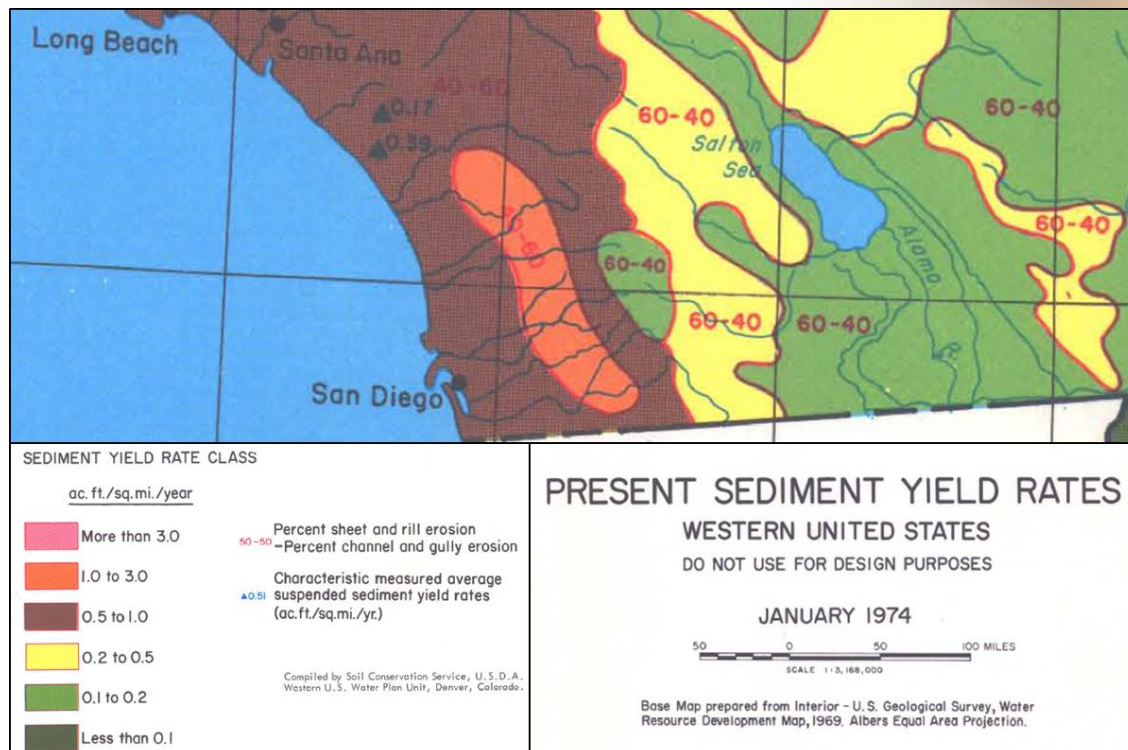 Long Beach
Santa Ana
40-60
0.17
0.39
60-40
60-40
Salton
Sea
60-40
60-40
Alamo
60-40
60-40
R.
San Diego
SEDIMENT YIELD RATE CLASS
ac. ft./sq. mi./year
More than 3.0
1.0 to 3.0
0.5 to 1.0
0.2 to 0.5
0.1 to 0.2
Less than 0.1
50-50 Percent sheet and rill erosion
-Percent channel and gully erosion
Characteristic measured average
0.51 suspended sediment yield rates
(ac.ft./sq.mi./yr.)
Compiled by Soil Conservation Service, U.S.D.A.
Western U.S. Water Plan Unit, Denver, Colorado.
PRESENT SEDIMENT YIELD RATES
WESTERN UNITED STATES
DO NOT USE FOR DESIGN PURPOSES
JANUARY 1974
50 0 50 100 MILES
SCALE 1:3,168,000
Base Map prepared from Interior - U.S. Geological Survey, Water
Resource Development Map, 1969. Albers Equal Area Projection.